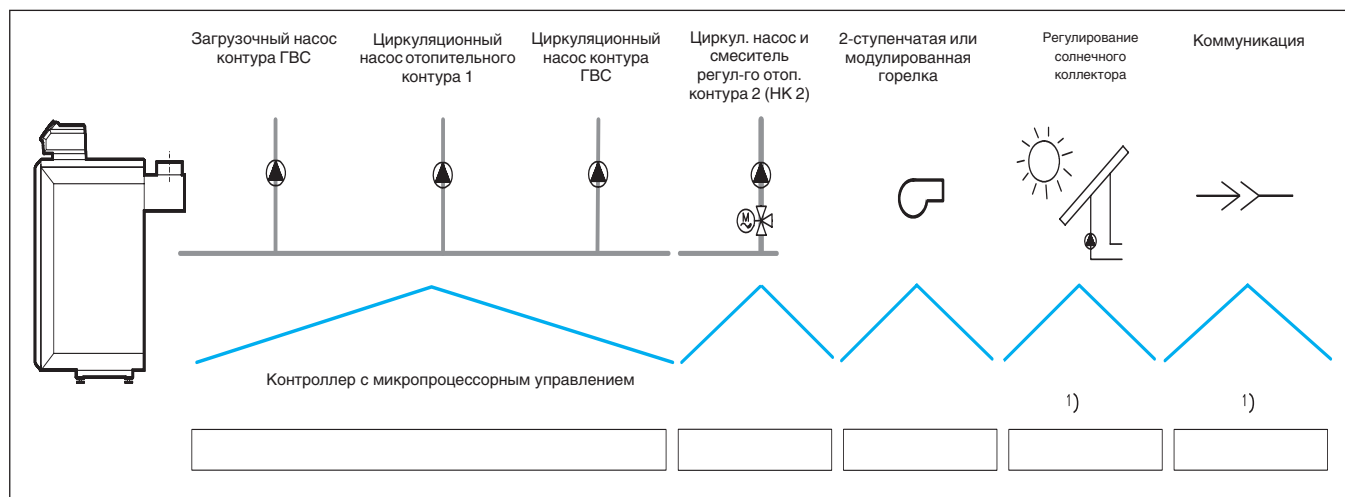 Загрузочный насос
контура ГВС
Циркуляционный
насос отопительного
контура 1
Циркуляционный
насос контура
ГВС
Циркул. насос и
смеситель
регул-го отоп.
контура 2 (НК 2)
2-ступенчатая или
модулированная
горелка
Регулирование
солнечного
коллектора
Коммуникация
M
Контроллер с микропроцессорным управлением
1)
1)